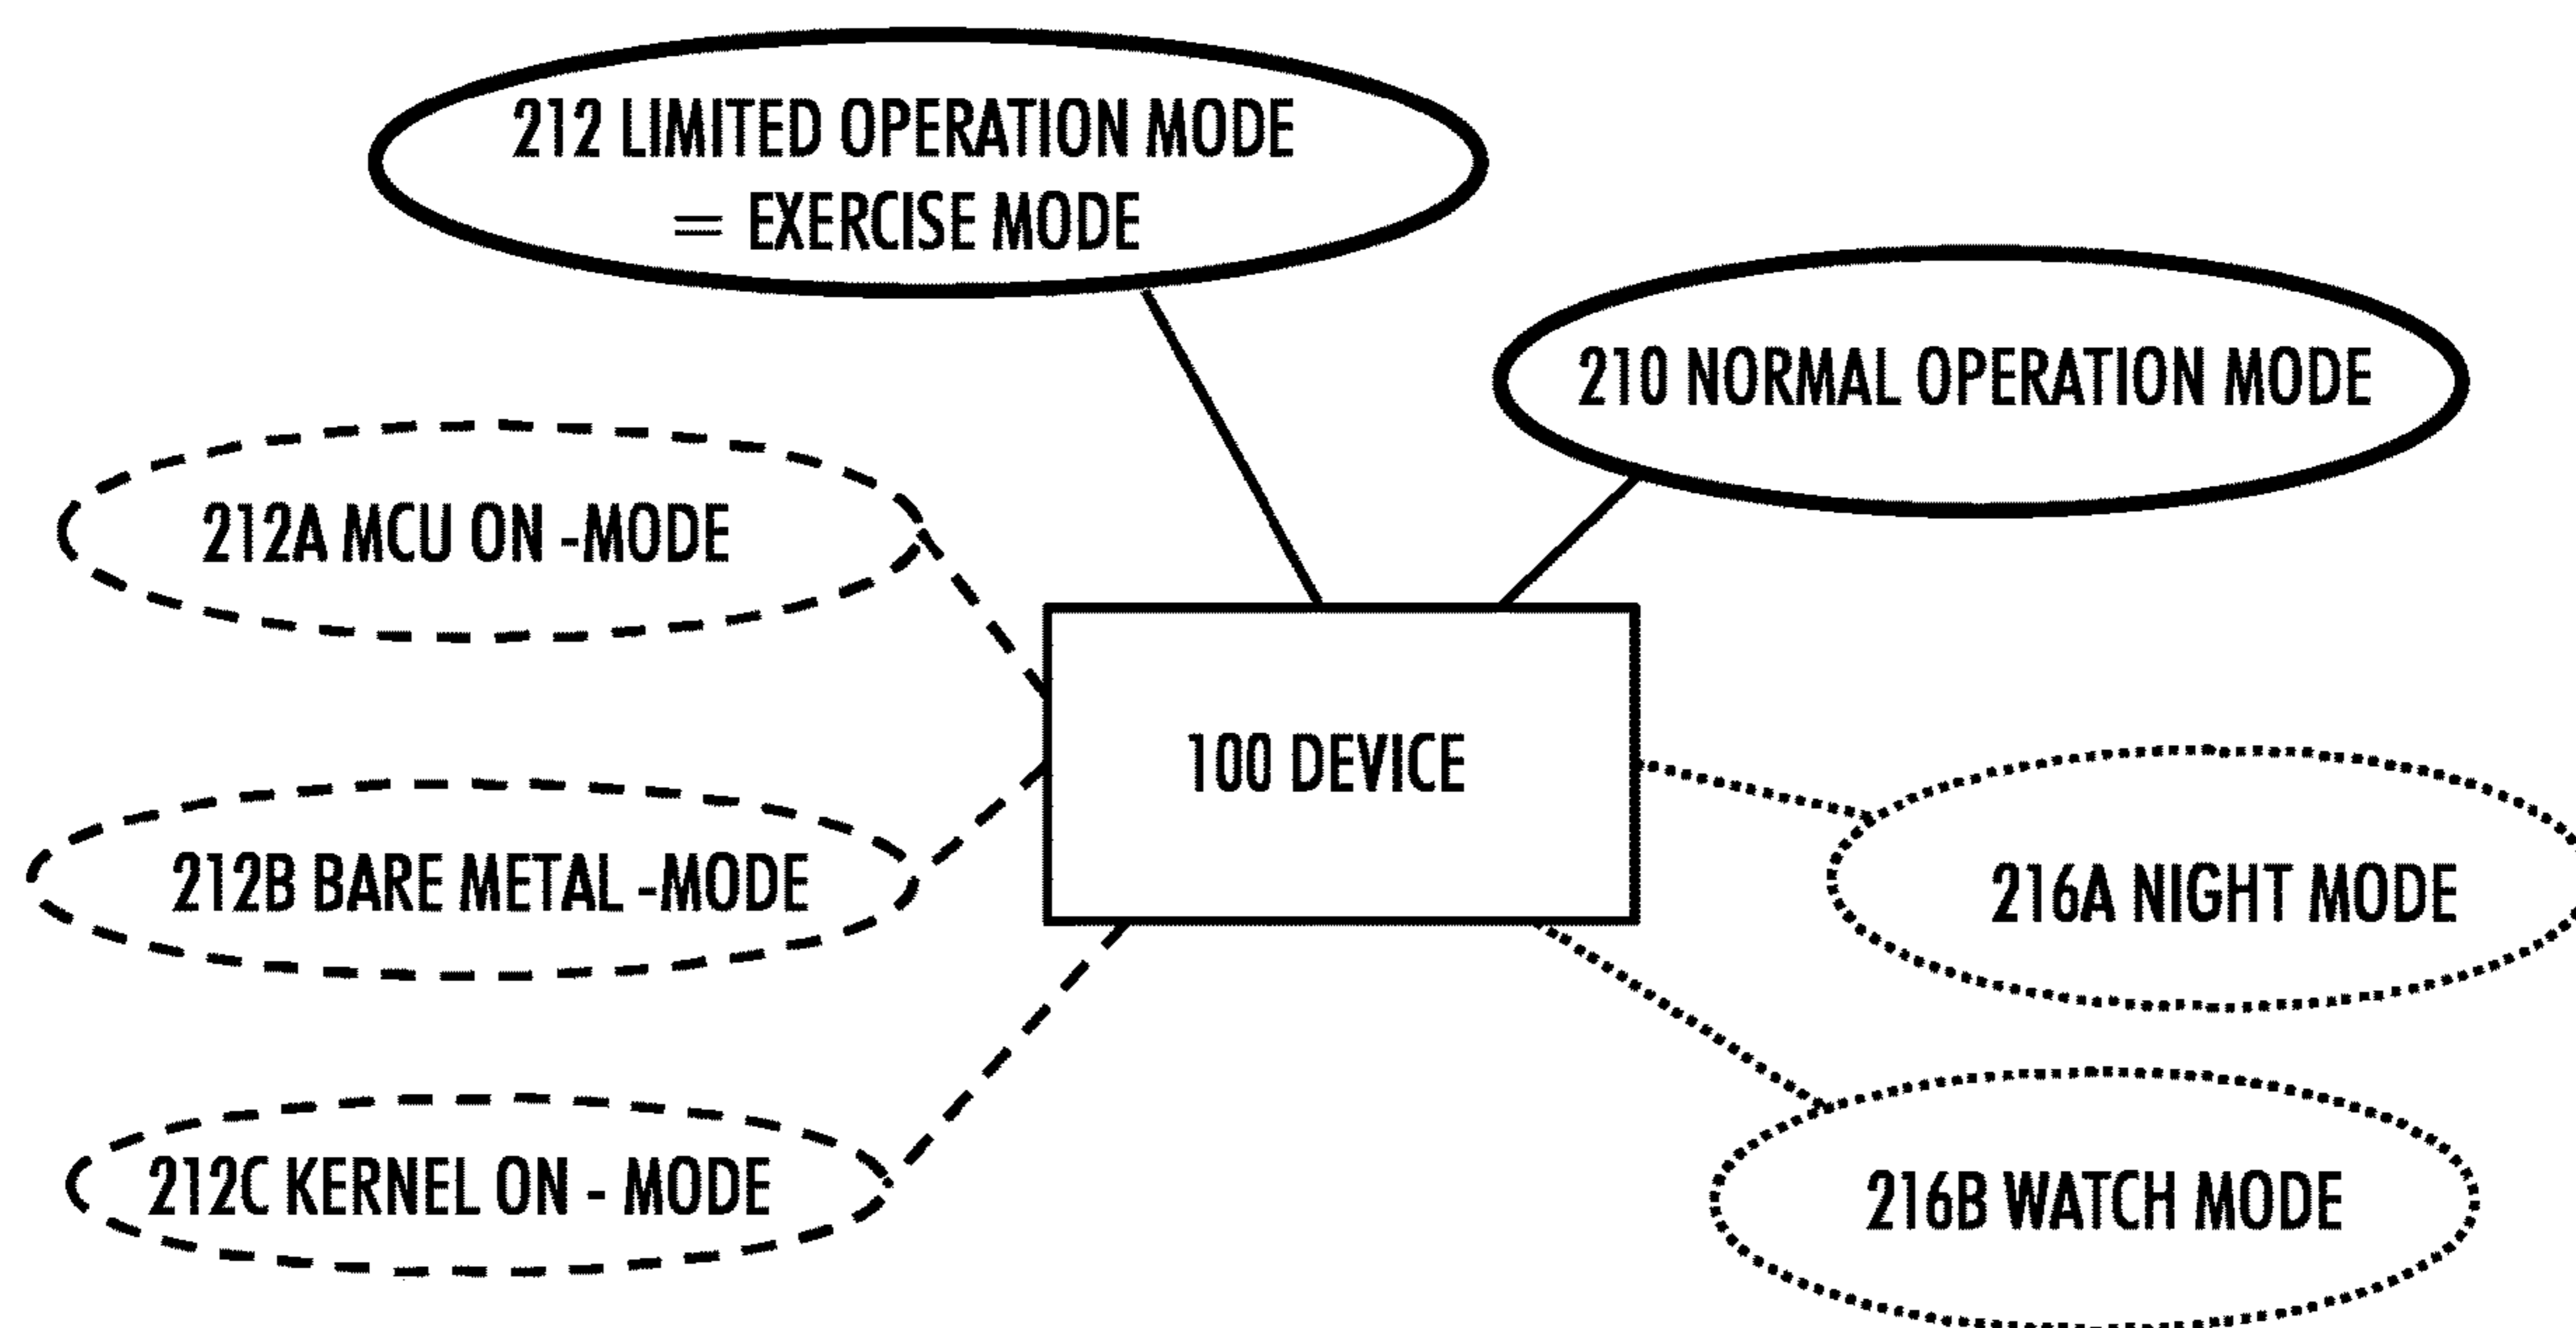 212 LIMITED OPERATION MODE
= EXERCISE MODE
210 NORMAL OPERATION MODE
212A MCU ON -MODE
100 DEVICE
212B BARE METAL -MODE
216A NIGHT MODE
212C KERNEL ON - MODE
216B WATCH MODE